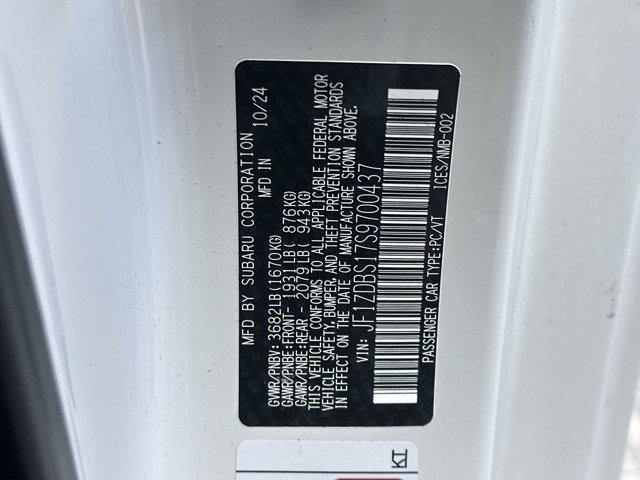 MFD BY SUBARU CORPORATION
MFD IN 10/24
GVWR/PNBV: 3682LB(1670KG)
GAWR/PNBE:FRONT- 1931LB( 876KG)
GAWR/PNBE:REAR - 2079LB( 943KG)
THIS VEHICLE CONFORMS TO ALL APPLICABLE FEDERAL MOTOR
VEHICLE SAFETY, BUMPER, AND THEFT PREVENTION STANDARDS
IN EFFECT ON THE DATE OF MANUFACTURE SHOWN ABOVE.
VIN: JF1ZDBS17S9700437
PASSENGER CAR TYPE:PC/VT ICES/NMB-002
KI